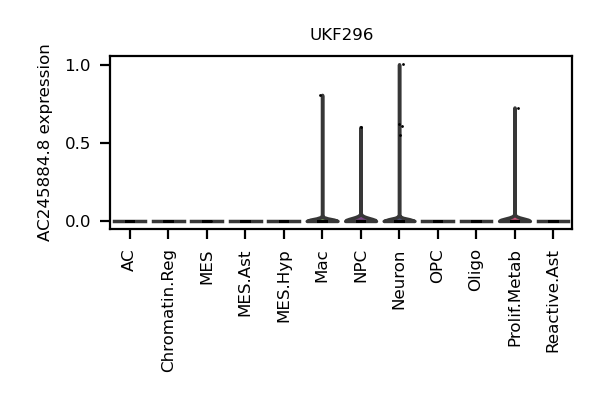 UKF296
AC245884.8 expression
1.0
0.5
0.0
AC
Chromatin.Reg
MES
MES.Ast
MES.Hyp
Mac
NPC
Neuron
OPC
Oligo
Prolif.Metab
Reactive.Ast